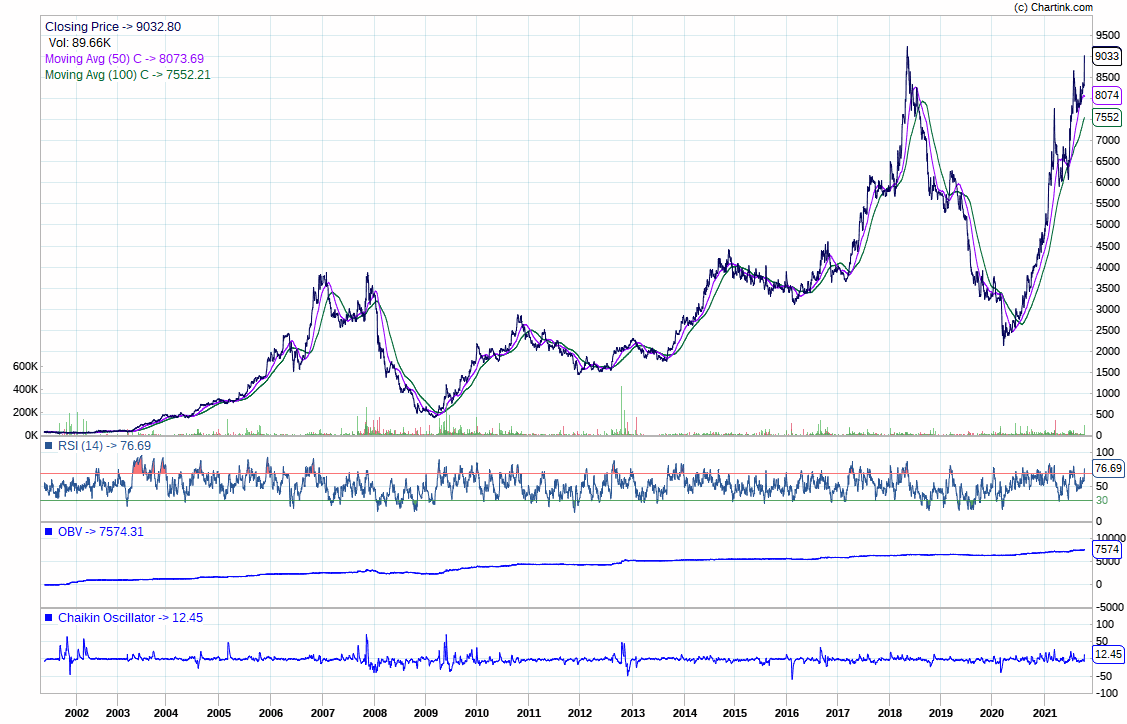 (c) Chartink.com
Closing Price -> 9032.80
Vol: 89.66K
Moving Avg (50) C -> 8073.69
Moving Avg (100) C -> 7552.21
9500
9033
8500
8074
7552
7000
6500
6000
5500
5000
4500
4000
3500
3000
2500
2000
1500
1000
500
0
600K
400K
200K
0K
RSI (14) -> 76.69
100
76.69
50
30
0
OBV -> 7574.31
10000
7574
5000
0
-5000
Chaikin Oscillator -> 12.45
100
50
12.45
-50
-100
2002 2003 2004 2005 2006 2007 2008 2009 2010 2011 2012 2013 2014 2015 2016 2017 2018 2019 2020 2021